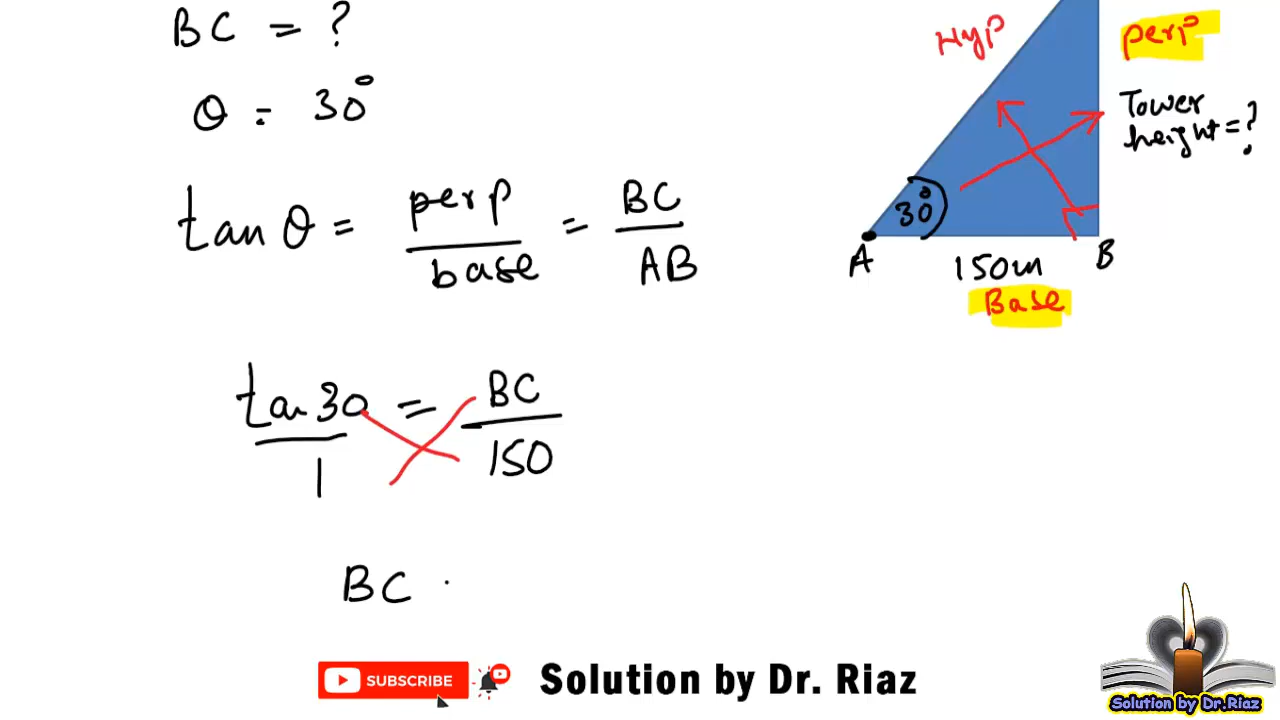 BC = ?
θ = 30°
tan θ = perp / base = BC / AB
tan 30 / 1 = BC / 150
BC
Hyp
perp
Tower
height = ?
30°
A
150m
B
Base
SUBSCRIBE
Solution by Dr. Riaz
Solution by Dr.Riaz